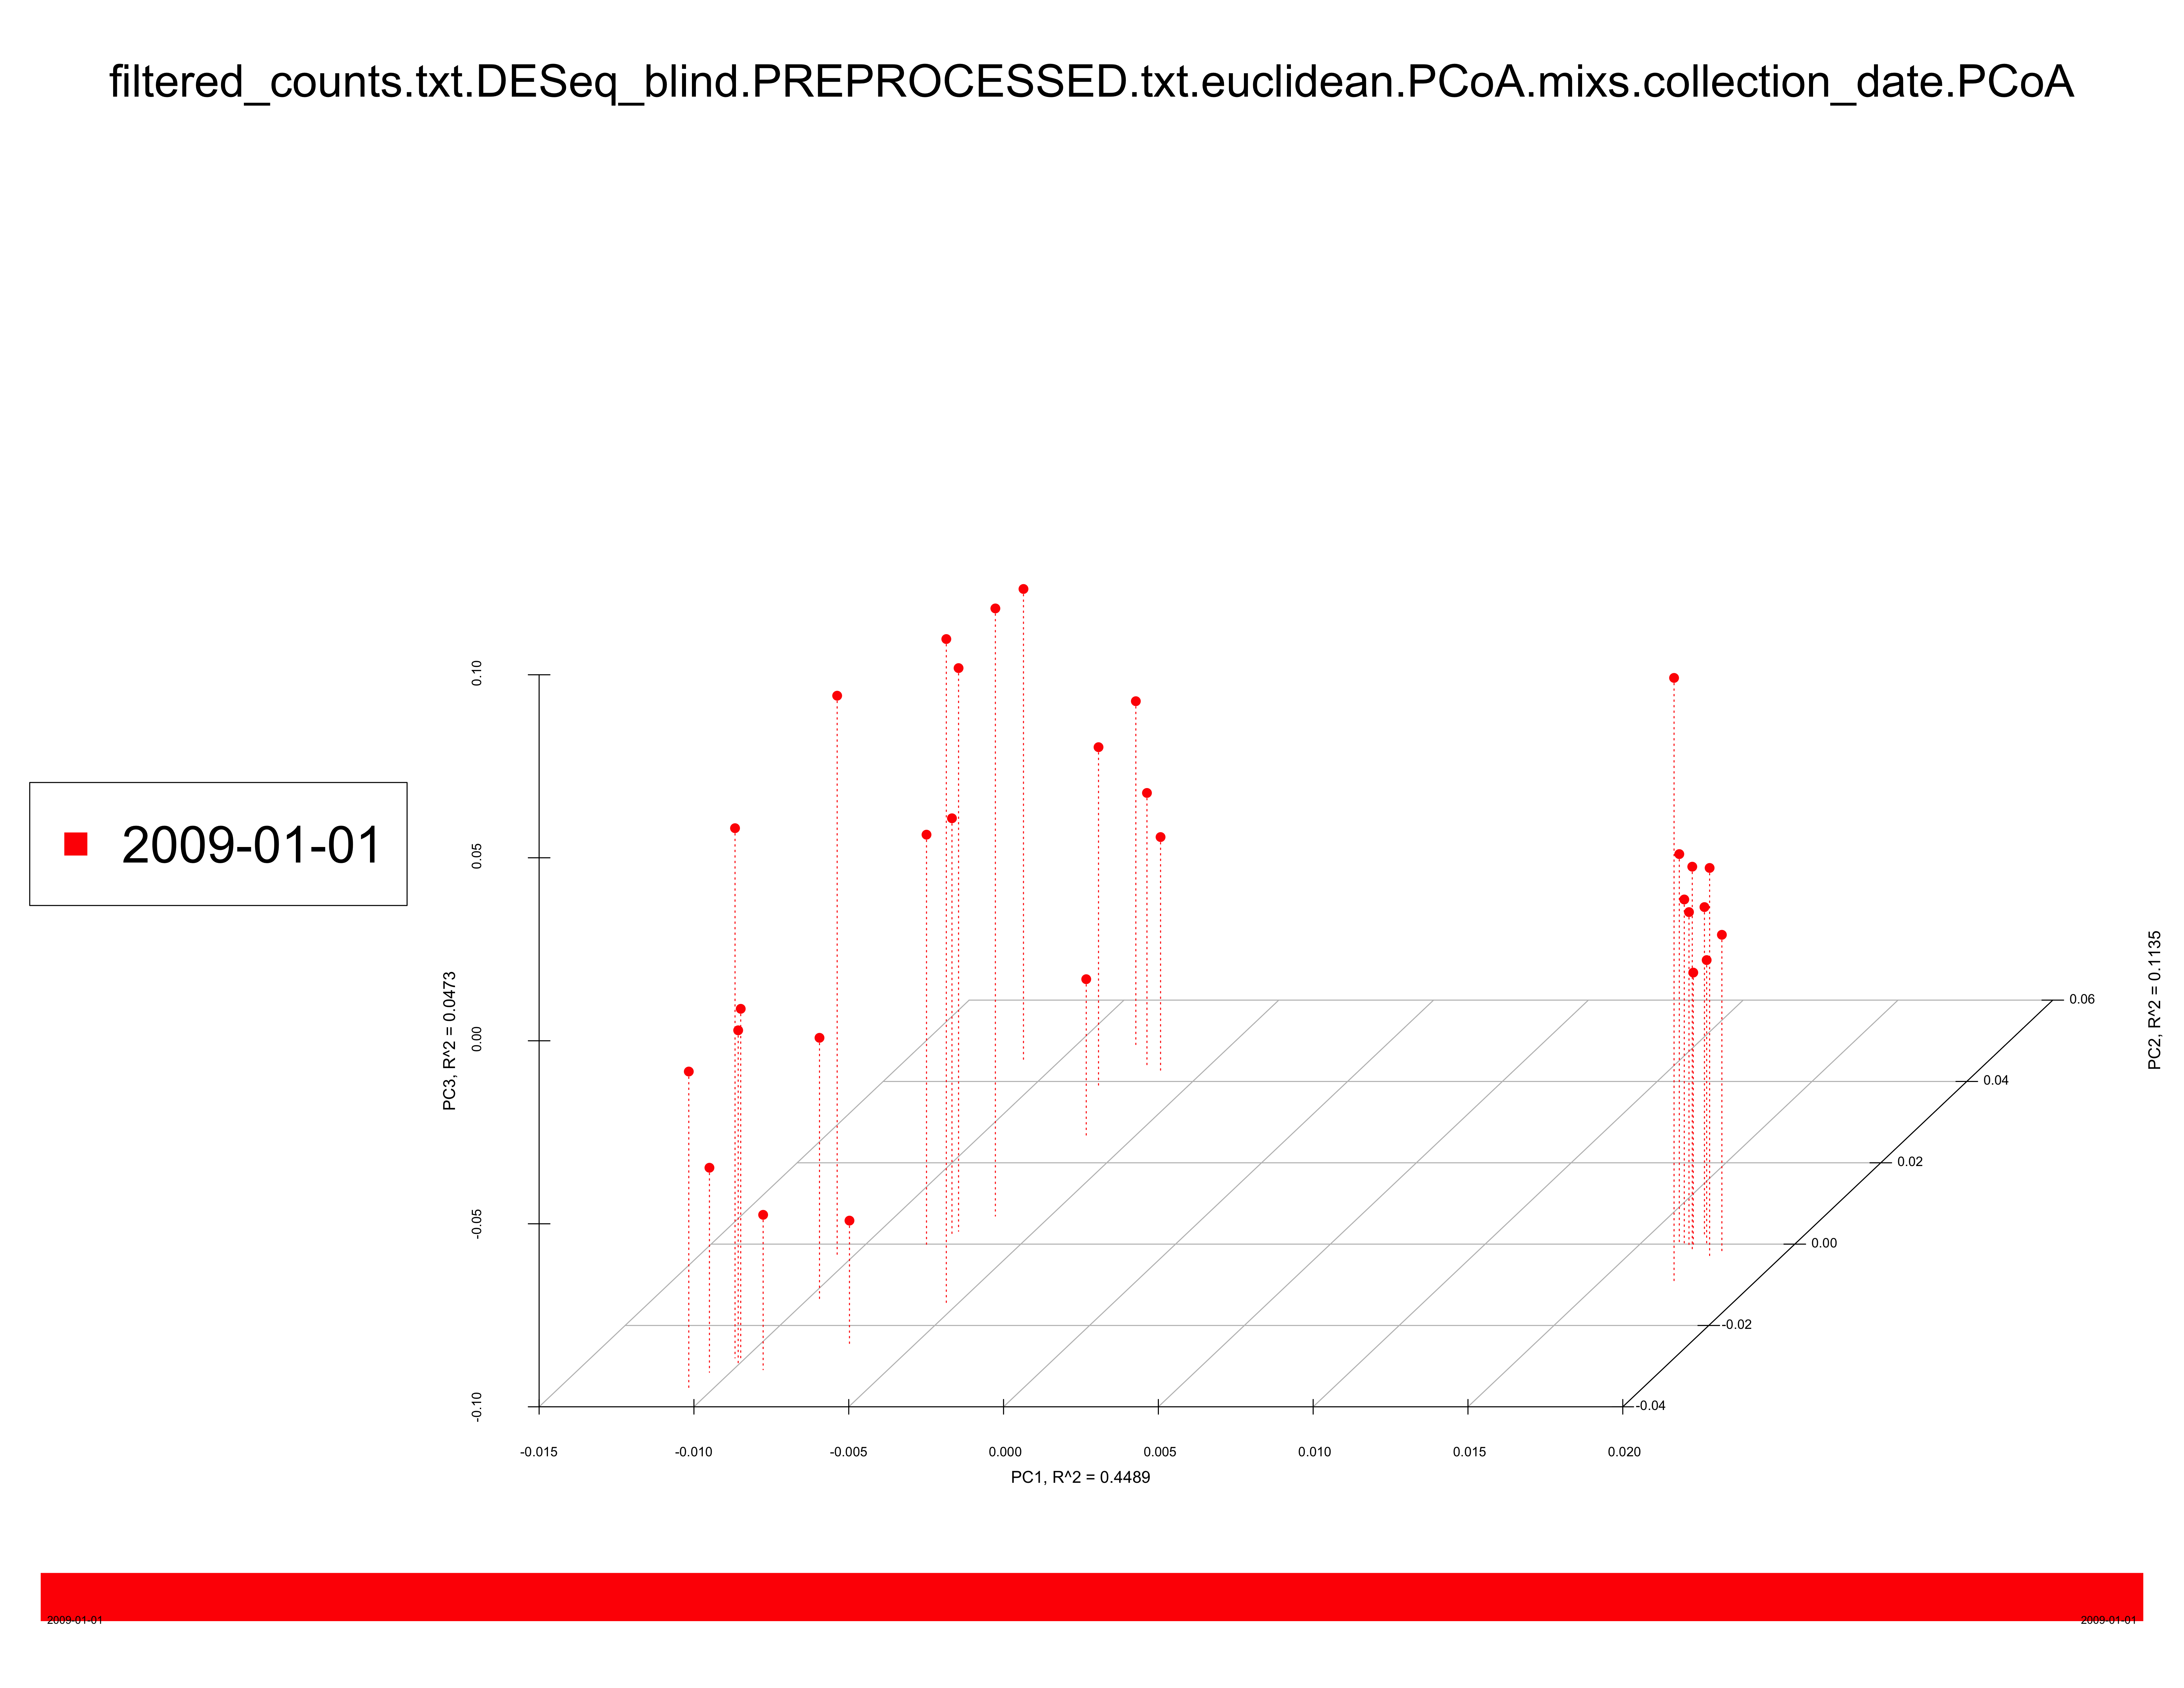 filtered_counts.txt.DESeq_blind.PREPROCESSED.txt.euclidean.PCoA.mixs.collection_date.PCoA
2009-01-01
0.10
0.05
0.00
-0.05
-0.10
PC3, R^2 = 0.0473
0.06
0.04
0.02
0.00
-0.02
-0.04
PC2, R^2 = 0.1135
-0.015 -0.010 -0.005 0.000 0.005 0.010 0.015 0.020
PC1, R^2 = 0.4489
2009-01-01 2009-01-01